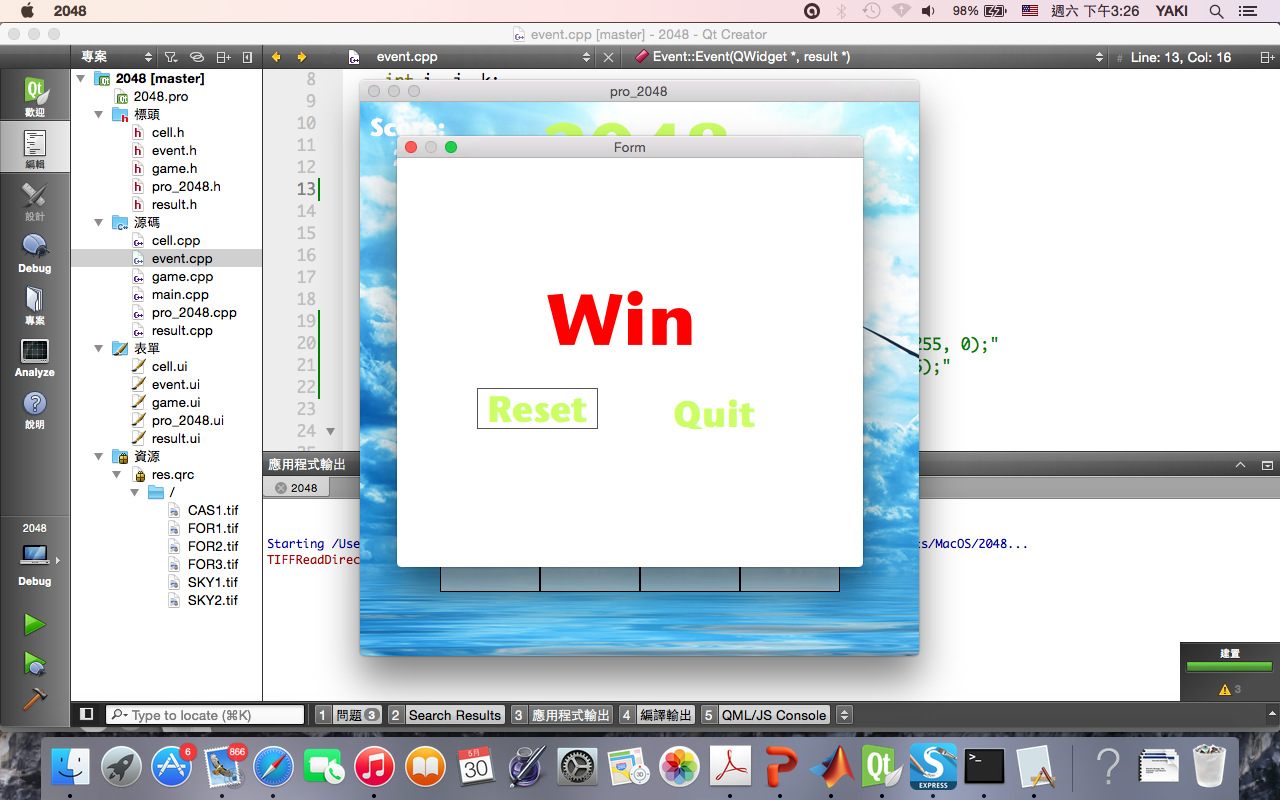 2048
98%
週六 下午3:26
YAKI
event.cpp [master] - 2048 - Qt Creator
專案
event.cpp
Event::Event(QWidget *, result *)
#
Line: 13, Col: 16
歡迎
編輯
設計
Debug
專案
Analyze
說明
2048
Debug
2048 [master]
2048.pro
標頭
cell.h
event.h
game.h
pro_2048.h
result.h
源碼
cell.cpp
event.cpp
game.cpp
main.cpp
pro_2048.cpp
result.cpp
表單
cell.ui
event.ui
game.ui
pro_2048.ui
result.ui
資源
res.qrc
/
CAS1.tif
FOR1.tif
FOR2.tif
FOR3.tif
SKY1.tif
SKY2.tif
8
9
10
11
12
13
14
15
16
17
18
19
20
21
22
23
24
255, 0);"
);"
pro_2048
Score:
2048
Form
Win
Reset
Quit
應用程式輸出
2048
Starting /Use
s/MacOS/2048...
TIFFReadDirec
建置
3
Type to locate (⌘K)
1 問題 3
2 Search Results
3 應用程式輸出
4 編譯輸出
5 QML/JS Console
6
866
5月
30
Qt
S
EXPRESS
>_
?